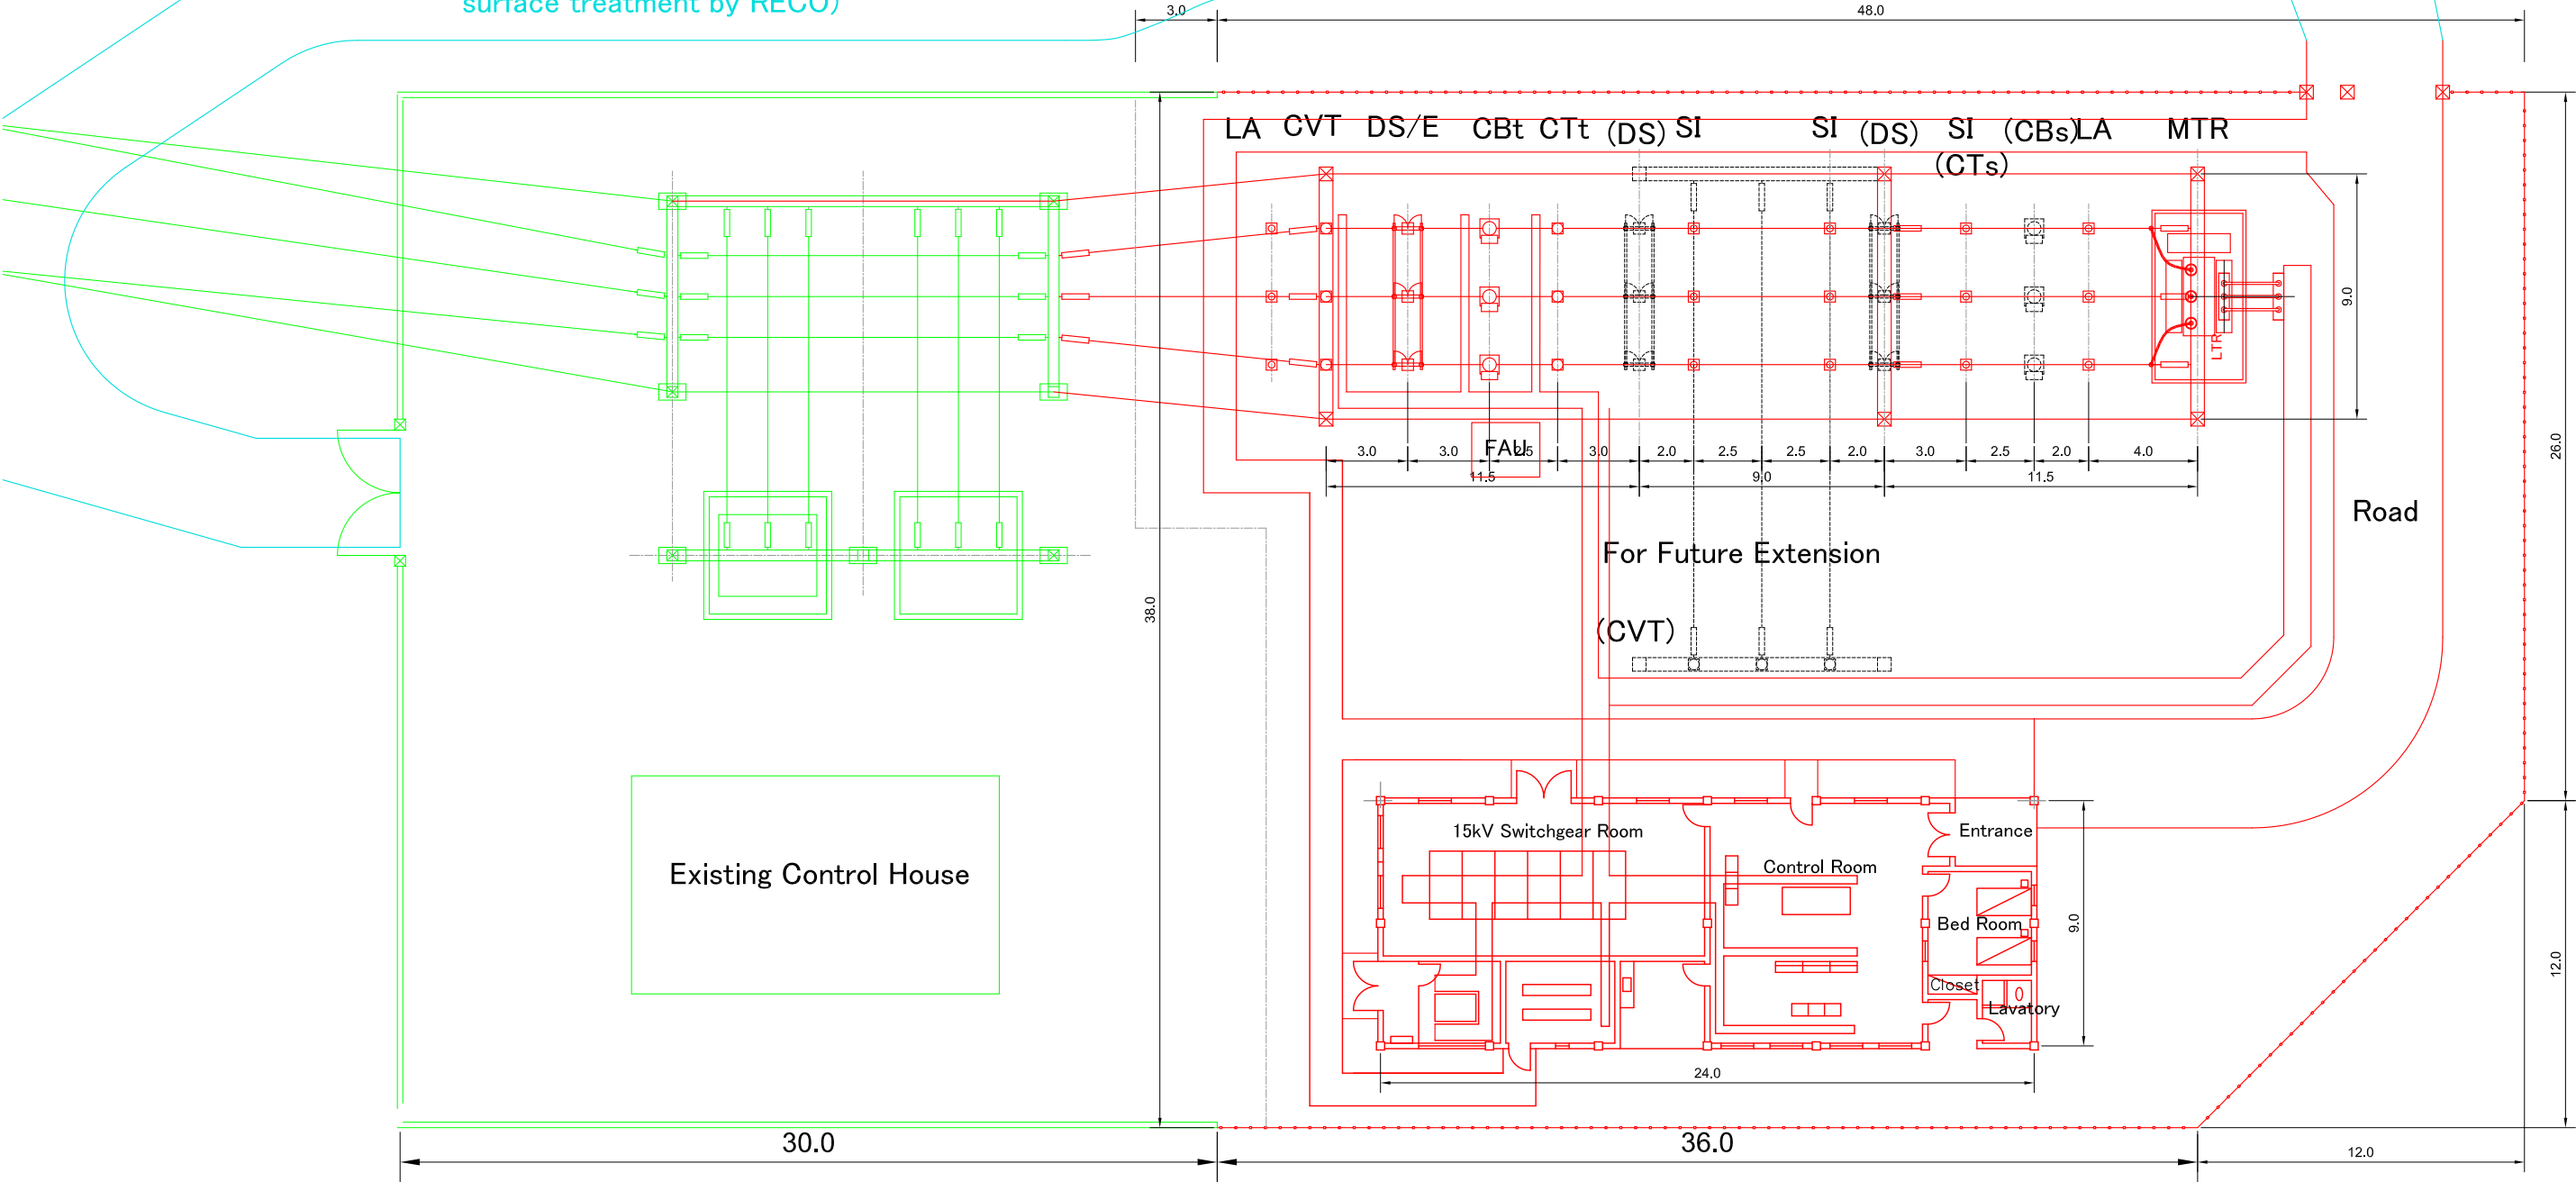 surface treatment by RECO)
3.0
48.0
LA CVT DS/E CBt CTt (DS) SI SI (DS) SI (CBs) LA MTR
(CTs)
LTR
9.0
FAU
3.0 3.0 2.5 3.0 2.0 2.5 2.5 2.0 3.0 2.5 2.0 4.0
11.5 9.0 11.5
26.0
Road
For Future Extension
38.0
(CVT)
15kV Switchgear Room
Entrance
Control Room
Existing Control House
Bed Room
9.0
12.0
Closet
Lavatory
24.0
30.0
36.0
12.0